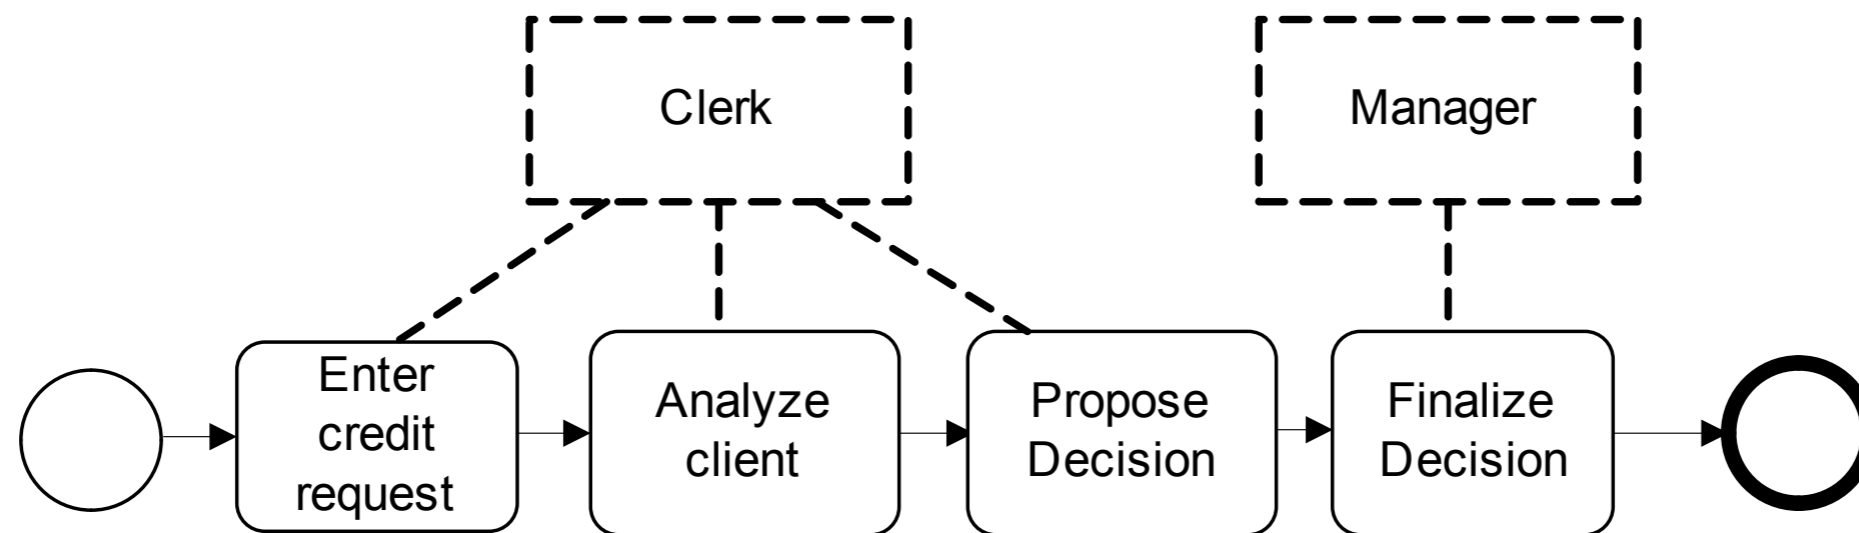 Clerk
Manager
Enter
credit
request
Analyze
client
Propose
Decision
Finalize
Decision